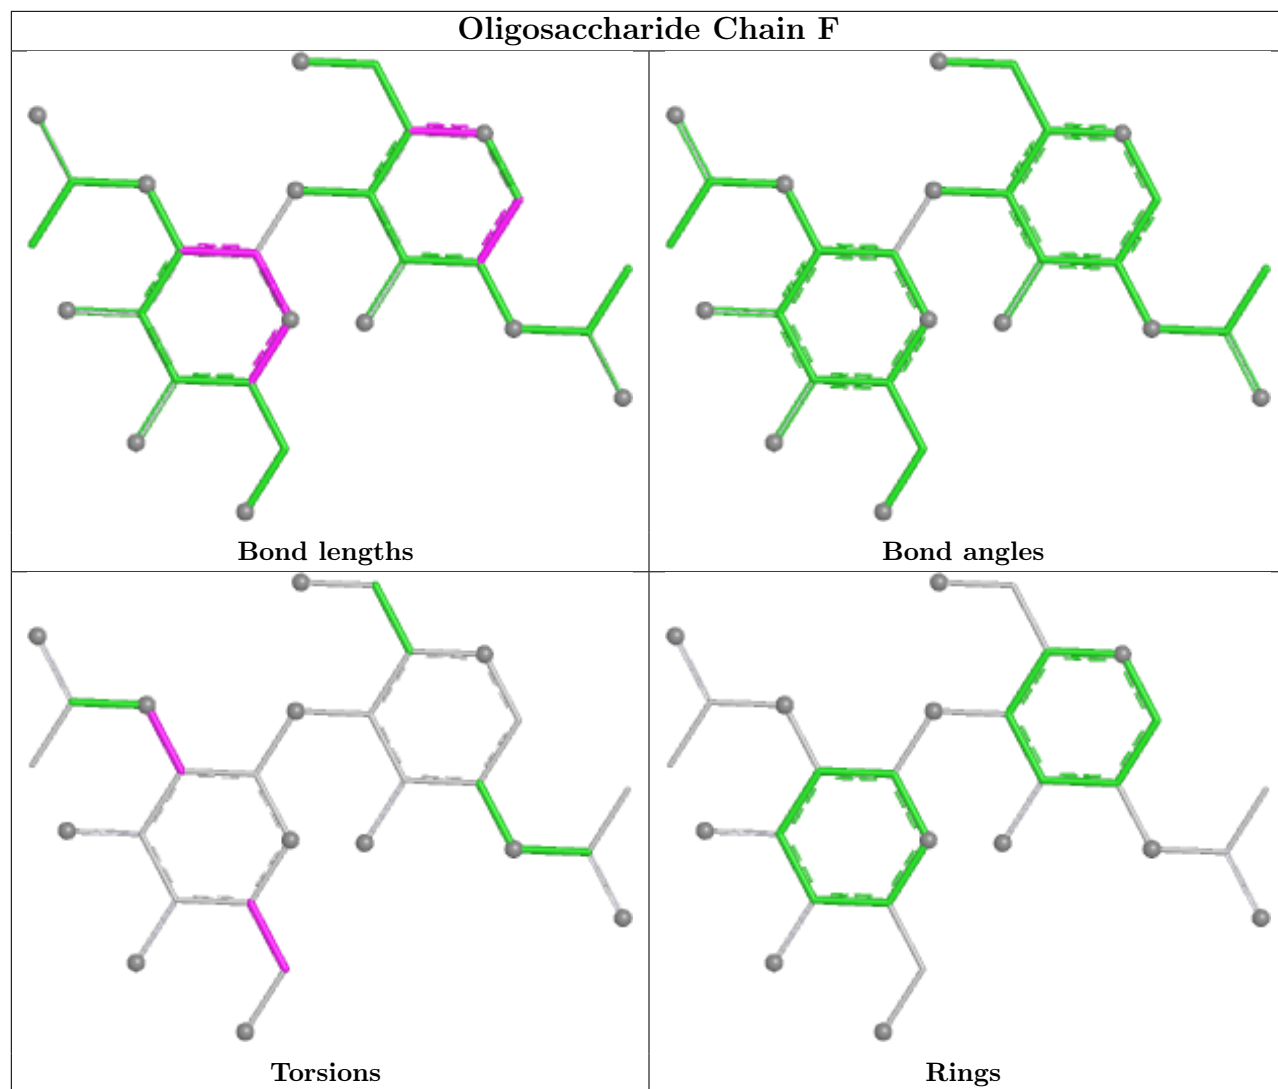 Oligosaccharide Chain F
Bond lengths
Bond angles
Torsions
Rings